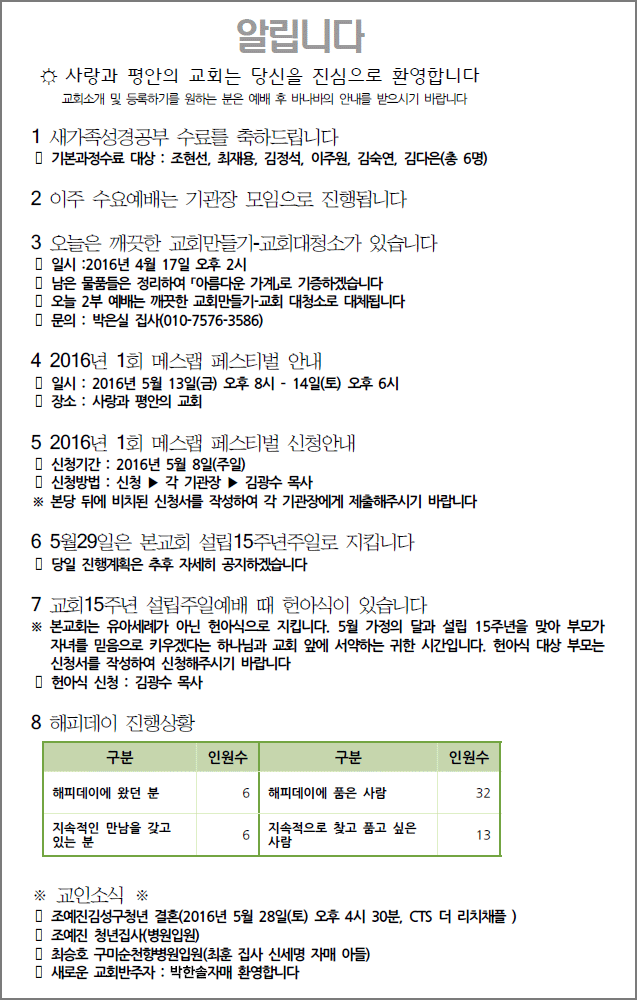 알립니다
☼ 사랑과 평안의 교회는 당신을 진심으로 환영합니다
교회소개 및 등록하기를 원하는 분은 예배 후 바나바의 안내를 받으시기 바랍니다
1 새가족성경공부 수료를 축하드립니다
▯ 기본과정수료 대상 : 조현선, 최재용, 김정석, 이주원, 김숙연, 김다은(총 6명)
2 이주 수요예배는 기관장 모임으로 진행됩니다
3 오늘은 깨끗한 교회만들기-교회대청소가 있습니다
▯ 일시 :2016년 4월 17일 오후 2시
▯ 남은 물품들은 정리하여 「아름다운 가게」로 기증하겠습니다
▯ 오늘 2부 예배는 깨끗한 교회만들기-교회 대청소로 대체됩니다
▯ 문의 : 박은실 집사(010-7576-3586)
4 2016년 1회 메스랩 페스티벌 안내
▯ 일시 : 2016년 5월 13일(금) 오후 8시 - 14일(토) 오후 6시
▯ 장소 : 사랑과 평안의 교회
5 2016년 1회 메스랩 페스티벌 신청안내
▯ 신청기간 : 2016년 5월 8일(주일)
▯ 신청방법 : 신청 ▶ 각 기관장 ▶ 김광수 목사
※ 본당 뒤에 비치된 신청서를 작성하여 각 기관장에게 제출해주시기 바랍니다
6 5월29일은 본교회 설립15주년주일로 지킵니다
▯ 당일 진행계획은 추후 자세히 공지하겠습니다
7 교회15주년 설립주일예배 때 헌아식이 있습니다
※ 본교회는 유아세례가 아닌 헌아식으로 지킵니다. 5월 가정의 달과 설립 15주년을 맞아 부모가
자녀를 믿음으로 키우겠다는 하나님과 교회 앞에 서약하는 귀한 시간입니다. 헌아식 대상 부모는
신청서를 작성하여 신청해주시기 바랍니다
▯ 헌아식 신청 : 김광수 목사
8 해피데이 진행상황
구분 인원수 구분 인원수
해피데이에 왔던 분 6 해피데이에 품은 사람 32
지속적인 만남을 갖고 있는 분 6 지속적으로 찾고 품고 싶은 사람 13
※ 교인소식 ※
▯ 조예진김성구청년 결혼(2016년 5월 28일(토) 오후 4시 30분, CTS 더 리치채플 )
▯ 조예진 청년집사(병원입원)
▯ 최승호 구미순천향병원입원(최훈 집사 신세명 자매 아들)
▯ 새로운 교회반주자 : 박한솔자매 환영합니다